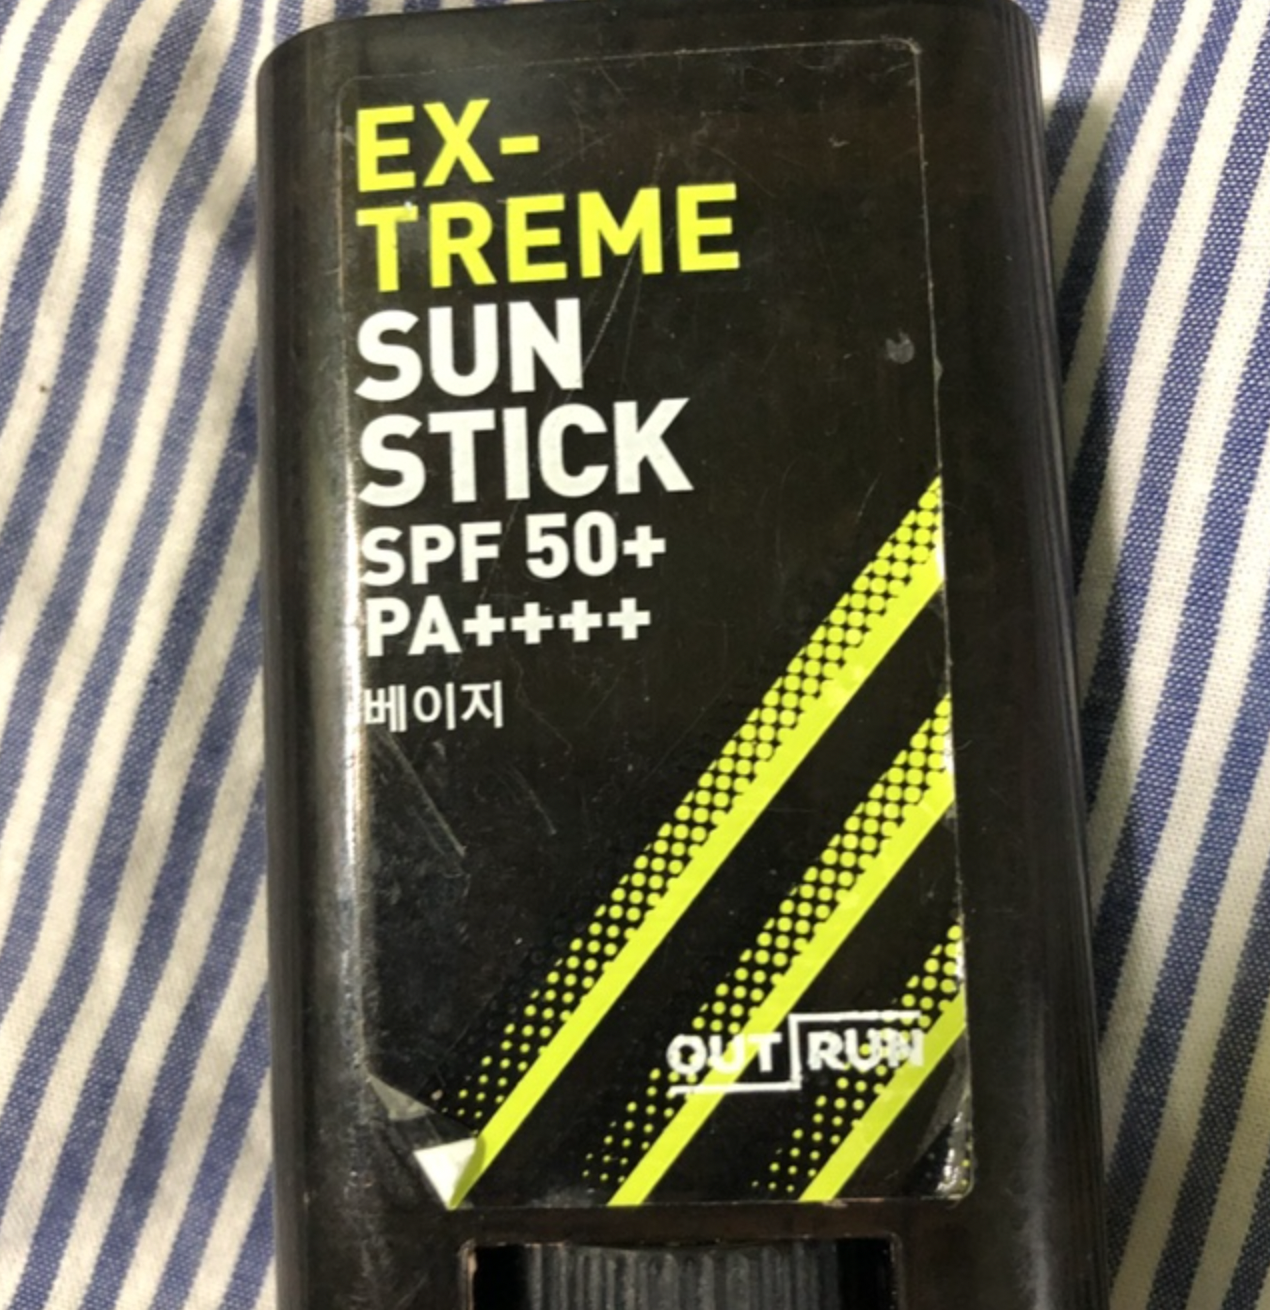 EX-
TREME
SUN
STICK
SPF 50+
PA++++
베이지
OUT RUN